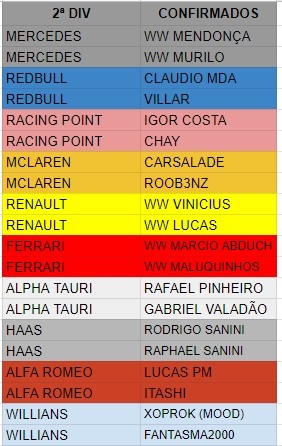 2ª DIV CONFIRMADOS
MERCEDES WW MENDONÇA
MERCEDES WW MURILO
REDBULL CLAUDIO MDA
REDBULL VILLAR
RACING POINT IGOR COSTA
RACING POINT CHAY
MCLAREN CARSALADE
MCLAREN ROOB3NZ
RENAULT WW VINICIUS
RENAULT WW LUCAS
FERRARI WW MARCIO ABDUCH
FERRARI WW MALUQUINHOS
ALPHA TAURI RAFAEL PINHEIRO
ALPHA TAURI GABRIEL VALADÃO
HAAS RODRIGO SANINI
HAAS RAPHAEL SANINI
ALFA ROMEO LUCAS PM
ALFA ROMEO ITASHI
WILLIANS XOPROK (MOOD)
WILLIANS FANTASMA2000